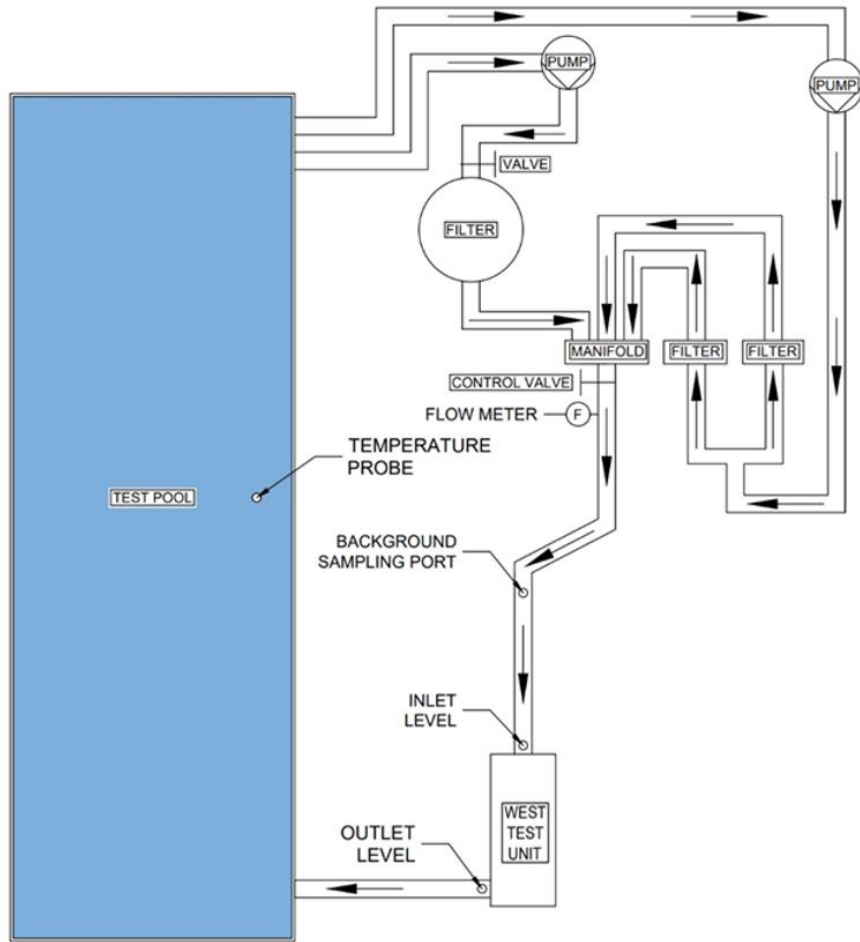 PUMP
PUMP
VALVE
FILTER
MANIFOLD
FILTER
FILTER
CONTROL VALVE
FLOW METER
F
TEMPERATURE
PROBE
TEST POOL
BACKGROUND
SAMPLING PORT
INLET
LEVEL
WEST
TEST
UNIT
OUTLET
LEVEL